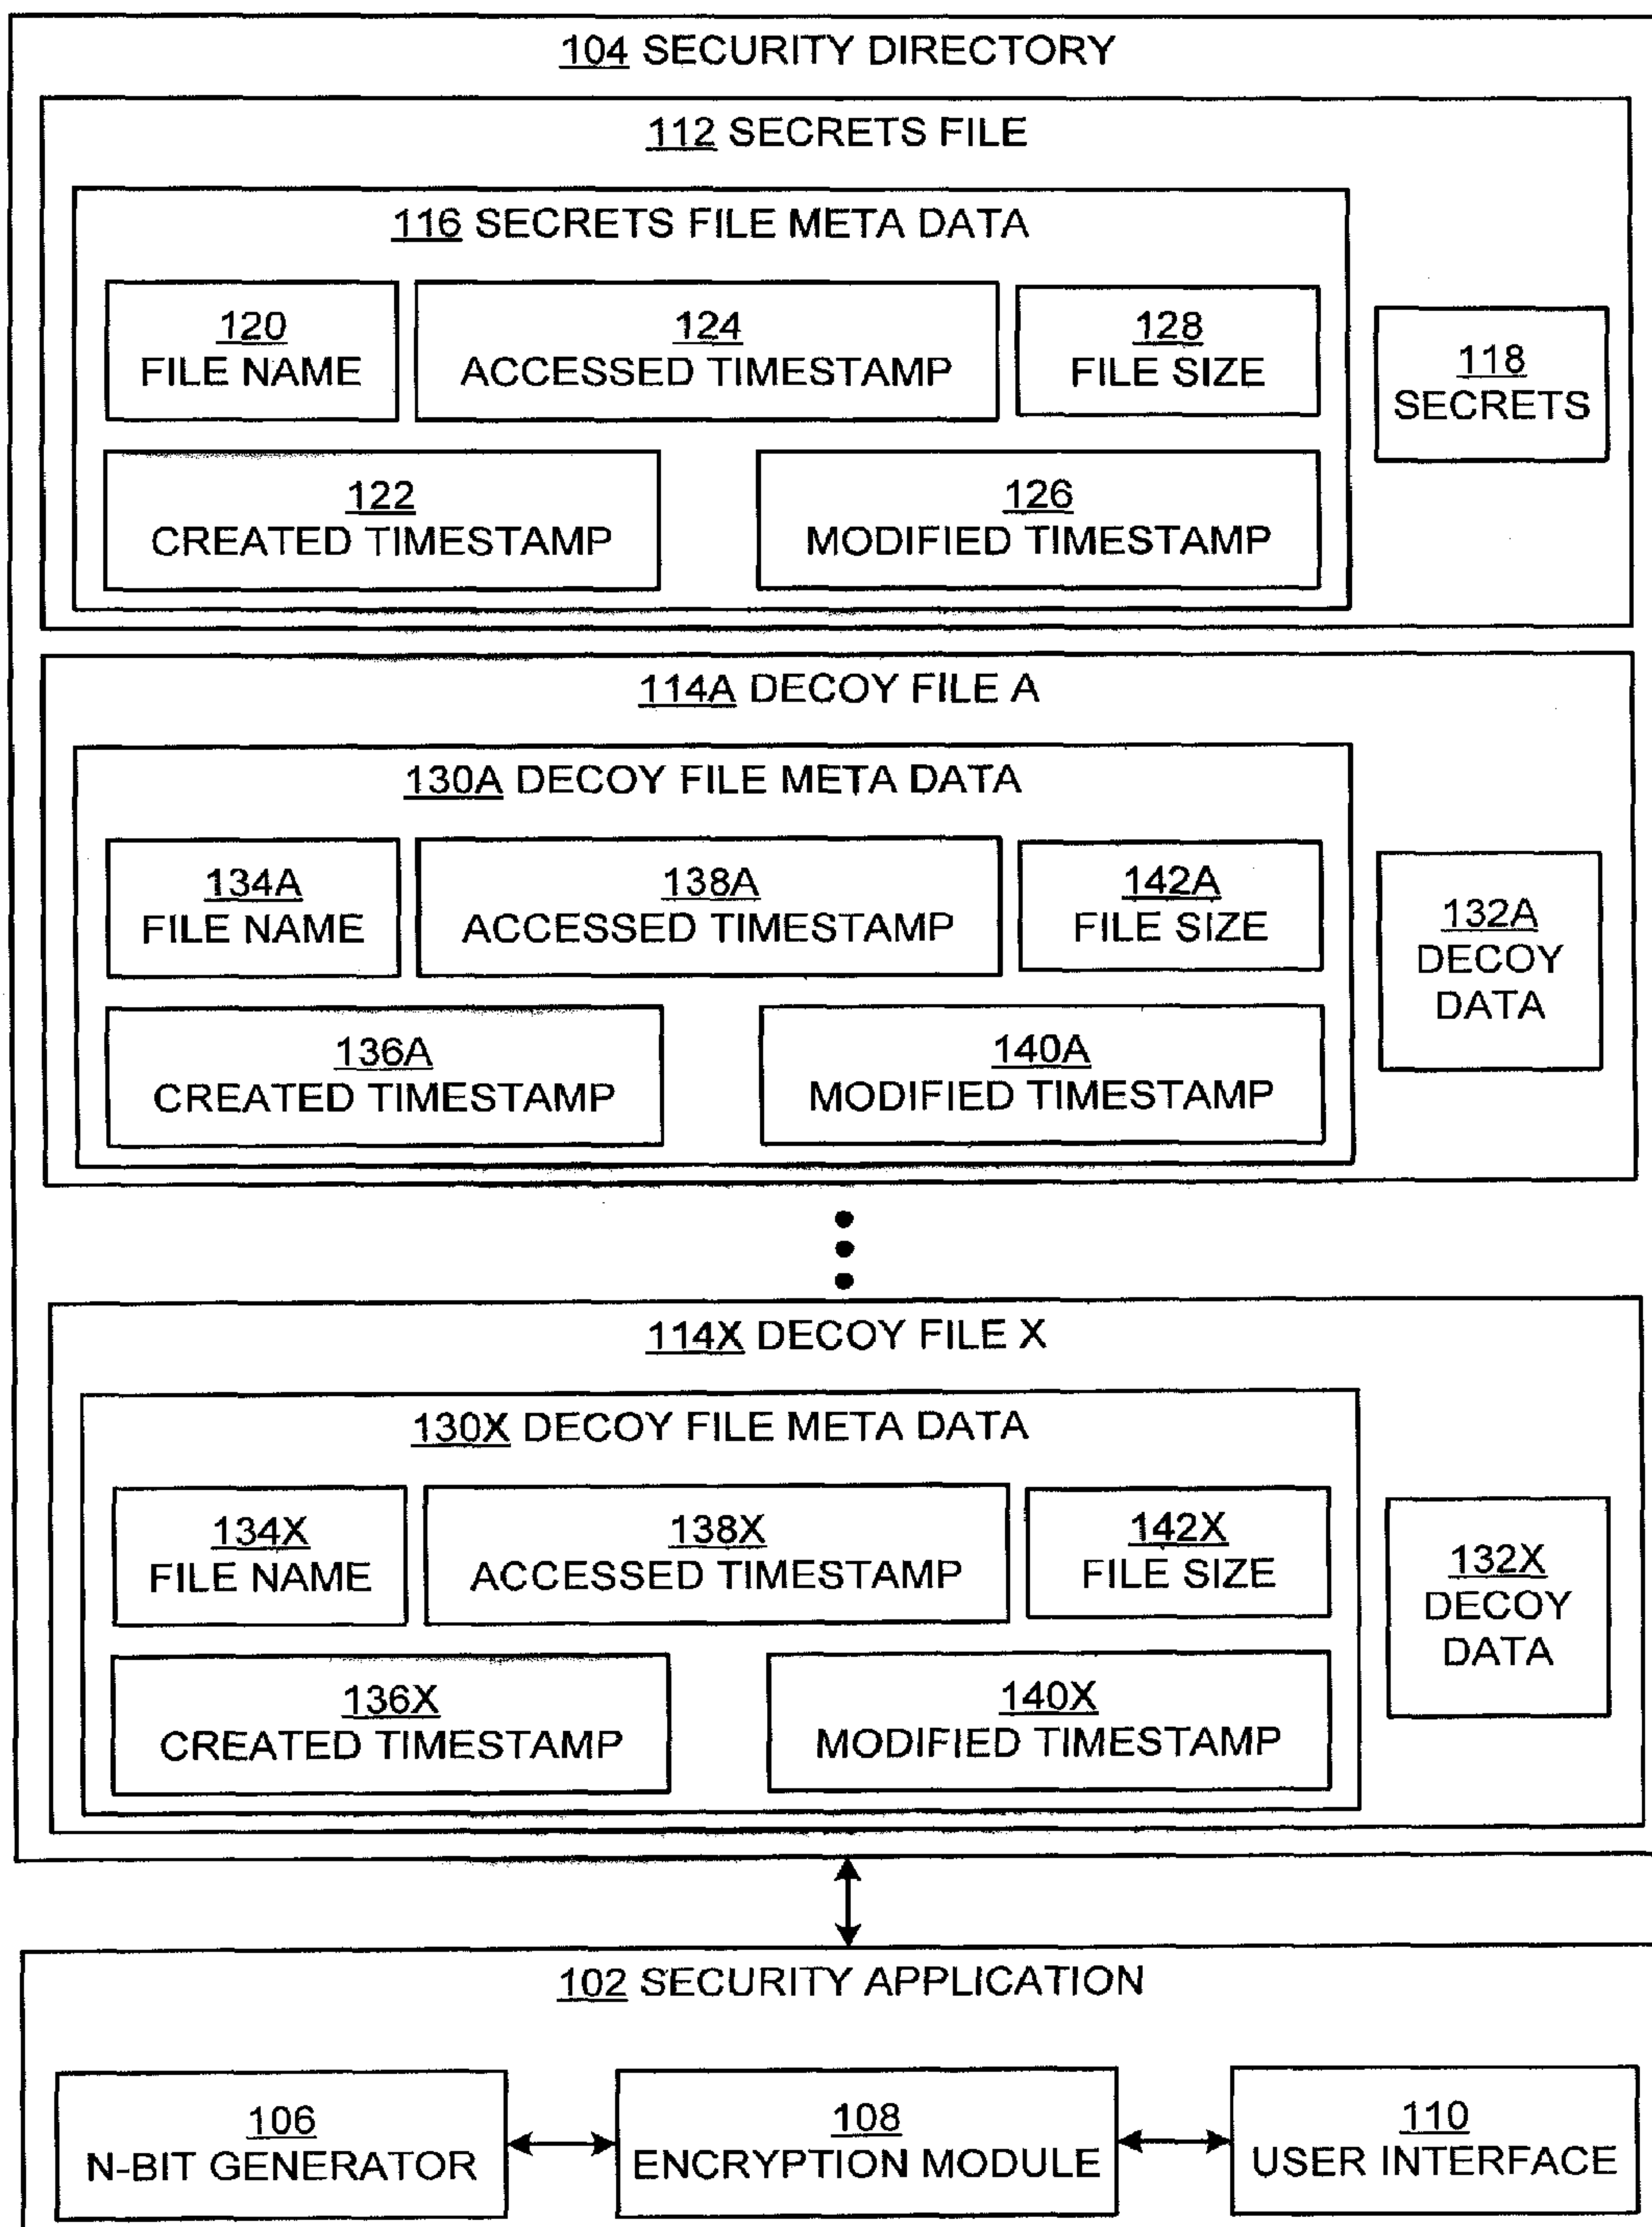 104 SECURITY DIRECTORY
112 SECRETS FILE
116 SECRETS FILE META DATA
120
FILE NAME
124
ACCESSED TIMESTAMP
128
FILE SIZE
118
SECRETS
122
CREATED TIMESTAMP
126
MODIFIED TIMESTAMP
114A DECOY FILE A
130A DECOY FILE META DATA
134A
FILE NAME
138A
ACCESSED TIMESTAMP
142A
FILE SIZE
132A
DECOY
DATA
136A
CREATED TIMESTAMP
140A
MODIFIED TIMESTAMP
114X DECOY FILE X
130X DECOY FILE META DATA
134X
FILE NAME
138X
ACCESSED TIMESTAMP
142X
FILE SIZE
132X
DECOY
DATA
136X
CREATED TIMESTAMP
140X
MODIFIED TIMESTAMP
102 SECURITY APPLICATION
106
N-BIT GENERATOR
108
ENCRYPTION MODULE
110
USER INTERFACE